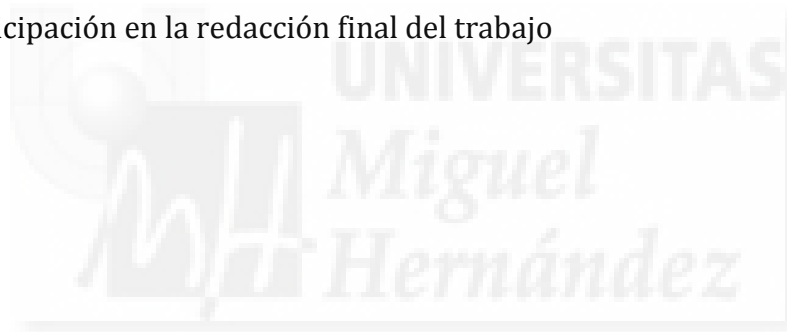 cipación en la redacción final del trabajo
UNIVERSITAS
Miguel
Hernández